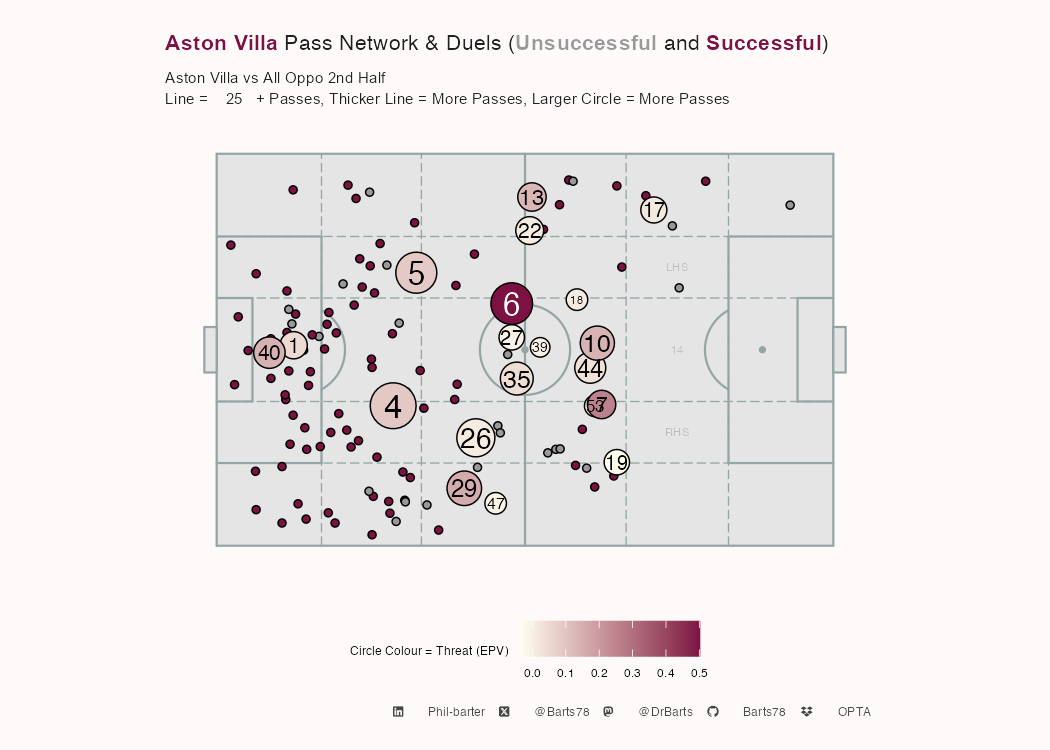 Aston Villa Pass Network & Duels (Unsuccessful and Successful)
Aston Villa vs All Oppo 2nd Half
Line = 25 + Passes, Thicker Line = More Passes, Larger Circle = More Passes
13
17
22
LHS
5
18
6
27
39
1
40
10
14
44
35
7
4
RHS
26
19
29
47
Circle Colour = Threat (EPV)
0.0 0.1 0.2 0.3 0.4 0.5
Phil-barter @Barts78 @DrBarts Barts78 OPTA